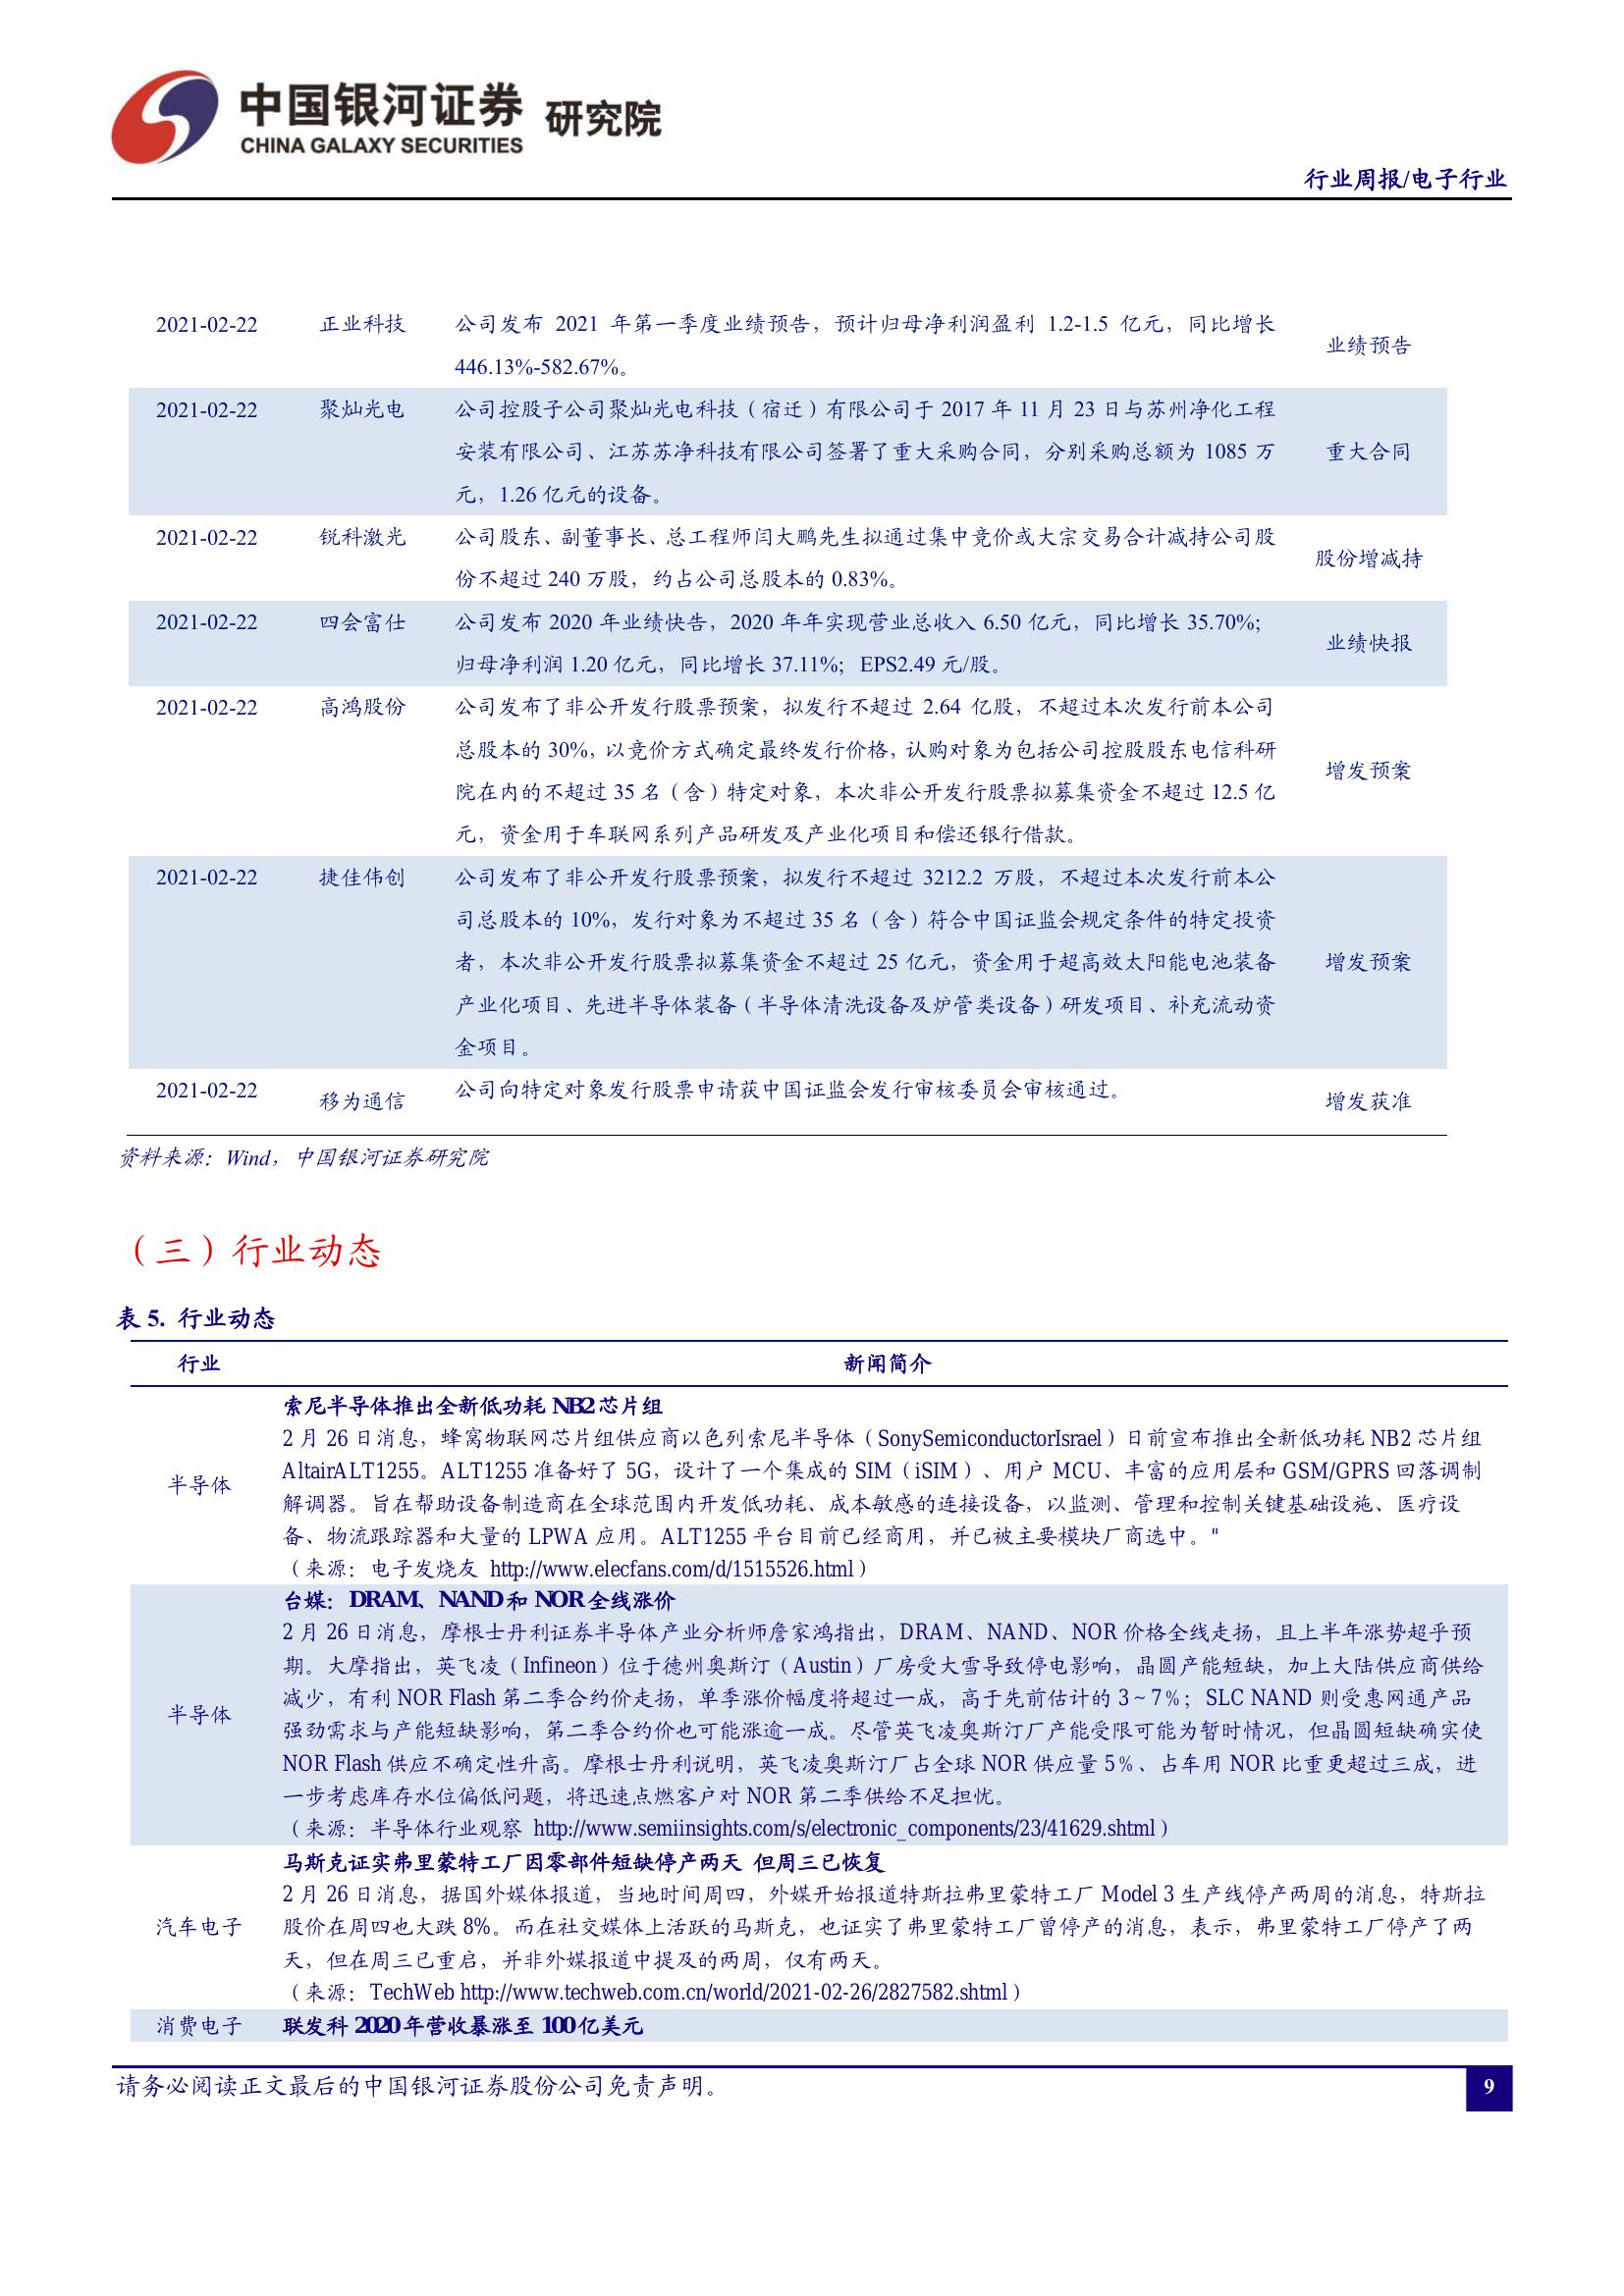 中国银河证券 研究院
CHINA GALAXY SECURITIES
行业周报/电子行业
2021-02-22 正业科技 公司发布 2021 年第一季度业绩预告，预计归母净利润盈利 1.2-1.5 亿元，同比增长
446.13%-582.67%。
业绩预告
2021-02-22 聚灿光电 公司控股子公司聚灿光电科技（宿迁）有限公司于 2017 年 11 月 23 日与苏州净化工程
安装有限公司、江苏苏净科技有限公司签署了重大采购合同，分别采购总额为 1085 万
元，1.26 亿元的设备。
重大合同
2021-02-22 锐科激光 公司股东、副董事长、总工程师闫大鹏先生拟通过集中竞价或大宗交易合计减持公司股
份不超过 240 万股，约占公司总股本的 0.83%。
股份增减持
2021-02-22 四会富仕 公司发布 2020 年业绩快告，2020 年年实现营业总收入 6.50 亿元，同比增长 35.70%；
归母净利润 1.20 亿元，同比增长 37.11%；EPS2.49 元/股。
业绩快报
2021-02-22 高鸿股份 公司发布了非公开发行股票预案，拟发行不超过 2.64 亿股，不超过本次发行前本公司
总股本的 30%，以竞价方式确定最终发行价格，认购对象为包括公司控股股东电信科研
院在内的不超过 35 名（含）特定对象，本次非公开发行股票拟募集资金不超过 12.5 亿
元，资金用于车联网系列产品研发及产业化项目和偿还银行借款。
增发预案
2021-02-22 捷佳伟创 公司发布了非公开发行股票预案，拟发行不超过 3212.2 万股，不超过本次发行前本公
司总股本的 10%，发行对象为不超过 35 名（含）符合中国证监会规定条件的特定投资
者，本次非公开发行股票拟募集资金不超过 25 亿元，资金用于超高效太阳能电池装备
产业化项目、先进半导体装备（半导体清洗设备及炉管类设备）研发项目、补充流动资
金项目。
增发预案
2021-02-22 移为通信 公司向特定对象发行股票申请获中国证监会发行审核委员会审核通过。 增发获准
资料来源：Wind，中国银河证券研究院
（三）行业动态
表 5. 行业动态
行业 新闻简介
半导体
索尼半导体推出全新低功耗 NB2 芯片组
2 月 26 日消息，蜂窝物联网芯片组供应商以色列索尼半导体（SonySemiconductorIsrael）日前宣布推出全新低功耗 NB2 芯片组
AltairALT1255。ALT1255 准备好了 5G，设计了一个集成的 SIM（iSIM）、用户 MCU、丰富的应用层和 GSM/GPRS 回落调制
解调器。旨在帮助设备制造商在全球范围内开发低功耗、成本敏感的连接设备，以监测、管理和控制关键基础设施、医疗设
备、物流跟踪器和大量的 LPWA 应用。ALT1255 平台目前已经商用，并已被主要模块厂商选中。"
（来源：电子发烧友 http://www.elecfans.com/d/1515526.html）
半导体
台媒：DRAM、NAND 和 NOR 全线涨价
2 月 26 日消息，摩根士丹利证券半导体产业分析师詹家鸿指出，DRAM、NAND、NOR 价格全线走扬，且上半年涨势超乎预
期。大摩指出，英飞凌（Infineon）位于德州奥斯汀（Austin）厂房受大雪导致停电影响，晶圆产能短缺，加上大陆供应商供给
减少，有利 NOR Flash 第二季合约价走扬，单季涨价幅度将超过一成，高于先前估计的 3～7％；SLC NAND 则受惠网通产品
强劲需求与产能短缺影响，第二季合约价也可能涨逾一成。尽管英飞凌奥斯汀厂产能受限可能为暂时情况，但晶圆短缺确实使
NOR Flash 供应不确定性升高。摩根士丹利说明，英飞凌奥斯汀厂占全球 NOR 供应量 5％、占车用 NOR 比重更超过三成，进
一步考虑库存水位偏低问题，将迅速点燃客户对 NOR 第二季供给不足担忧。
（来源：半导体行业观察 http://www.semiinsights.com/s/electronic_components/23/41629.shtml）
汽车电子
马斯克证实弗里蒙特工厂因零部件短缺停产两天 但周三已恢复
2 月 26 日消息，据国外媒体报道，当地时间周四，外媒开始报道特斯拉弗里蒙特工厂 Model 3 生产线停产两周的消息，特斯拉
股价在周四也大跌 8%。而在社交媒体上活跃的马斯克，也证实了弗里蒙特工厂曾停产的消息，表示，弗里蒙特工厂停产了两
天，但在周三已重启，并非外媒报道中提及的两周，仅有两天。
（来源：TechWeb http://www.techweb.com.cn/world/2021-02-26/2827582.shtml）
消费电子 联发科 2020 年营收暴涨至 100 亿美元
请务必阅读正文最后的中国银河证券股份公司免责声明。
9